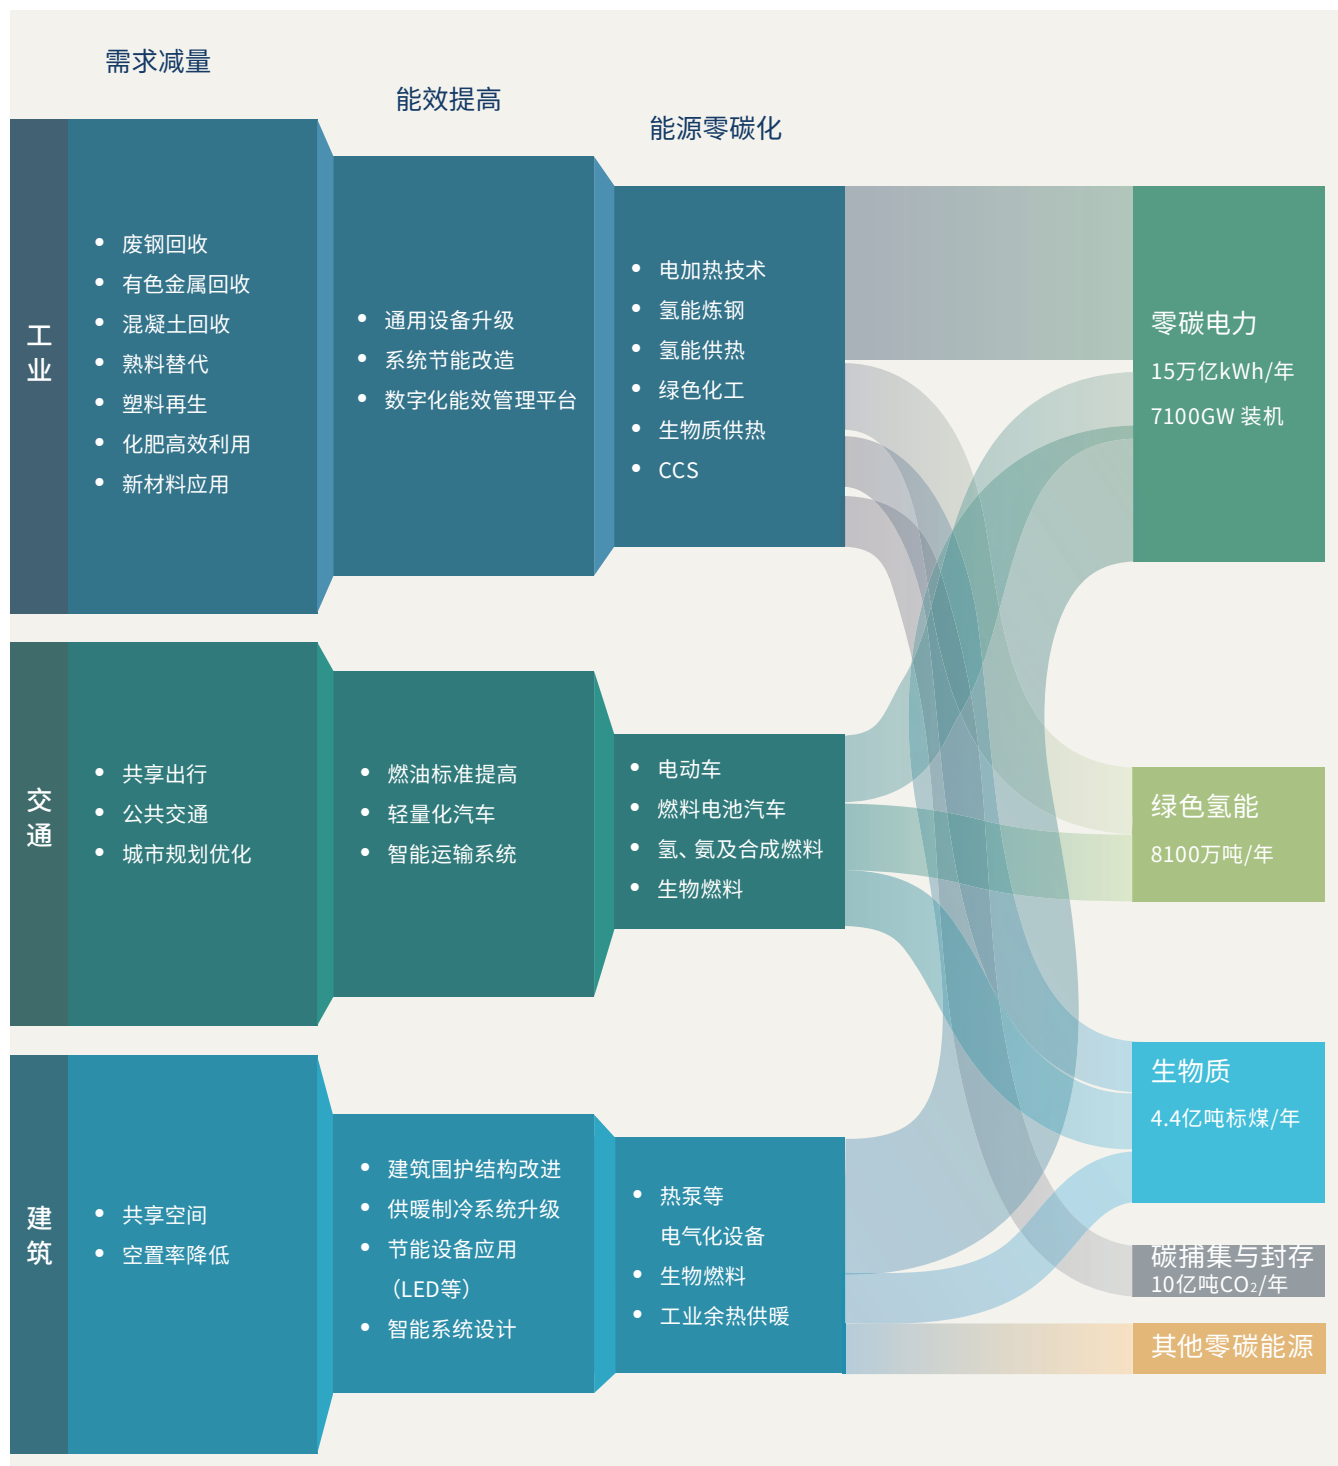 需求减量
能效提高
能源零碳化
工业
废钢回收
有色金属回收
混凝土回收
熟料替代
塑料再生
化肥高效利用
新材料应用
通用设备升级
系统节能改造
数字化能效管理平台
电加热技术
氢能炼钢
氢能供热
绿色化工
生物质供热
CCS
零碳电力
15万亿kWh/年
7100GW 装机
交通
共享出行
公共交通
城市规划优化
燃油标准提高
轻量化汽车
智能运输系统
电动车
燃料电池汽车
氢、氨及合成燃料
生物燃料
绿色氢能
8100万吨/年
生物质
4.4亿吨标煤/年
建筑
共享空间
空置率降低
建筑围护结构改进
供暖制冷系统升级
节能设备应用
（LED等）
智能系统设计
热泵等
电气化设备
生物燃料
工业余热供暖
碳捕集与封存
10亿吨CO₂/年
其他零碳能源